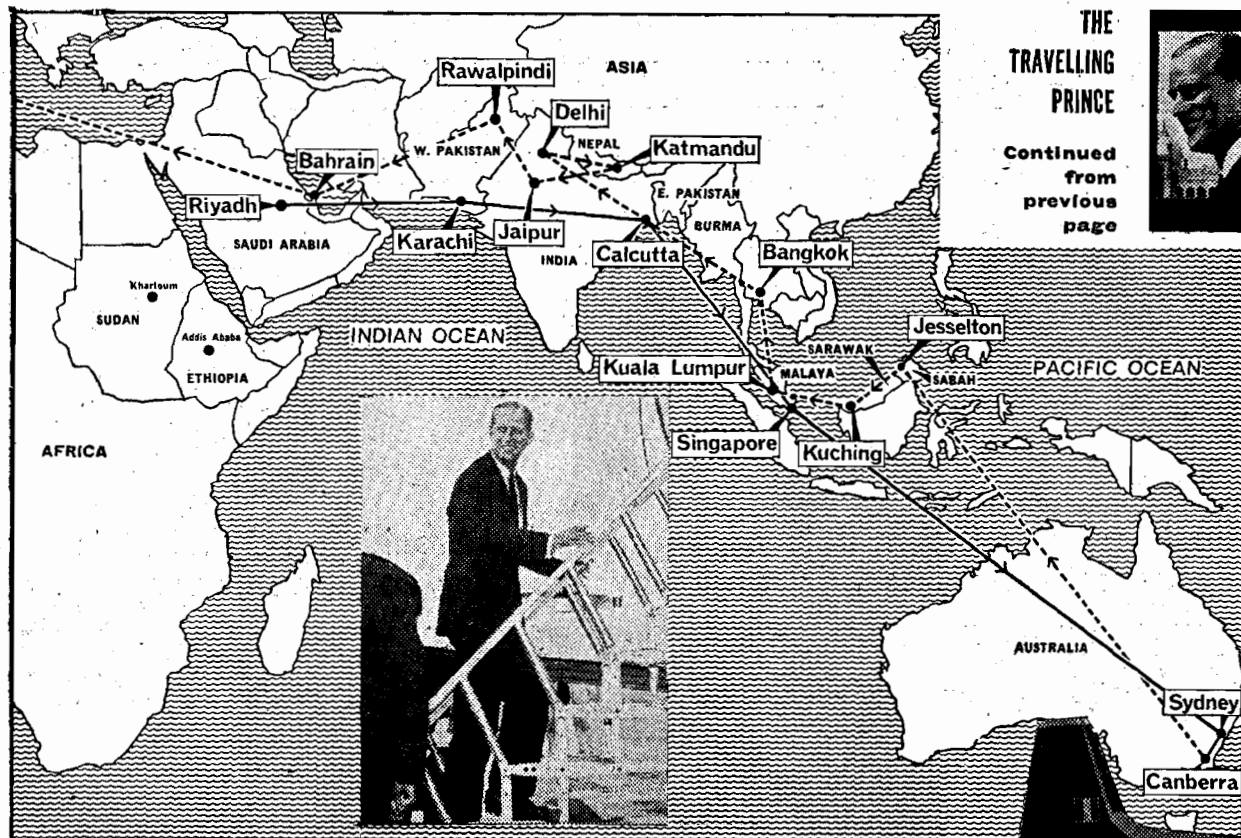 THE
TRAVELLING
PRINCE
Continued
from
previous
page
ASIA
Rawalpindi
Delhi
NEPAL
Katmandu
W. PAKISTAN
Bahrain
Riyadh
Karachi
Jaipur
E. PAKISTAN
BURMA
SAUDI ARABIA
INDIA
Calcutta
Bangkok
Khartoum
SUDAN
Addis Ababa
ETHIOPIA
INDIAN OCEAN
Jesselton
SARAWAK
SABAH
PACIFIC OCEAN
Kuala Lumpur
MALAYA
Singapore
Kuching
AFRICA
AUSTRALIA
Sydney
Canberra